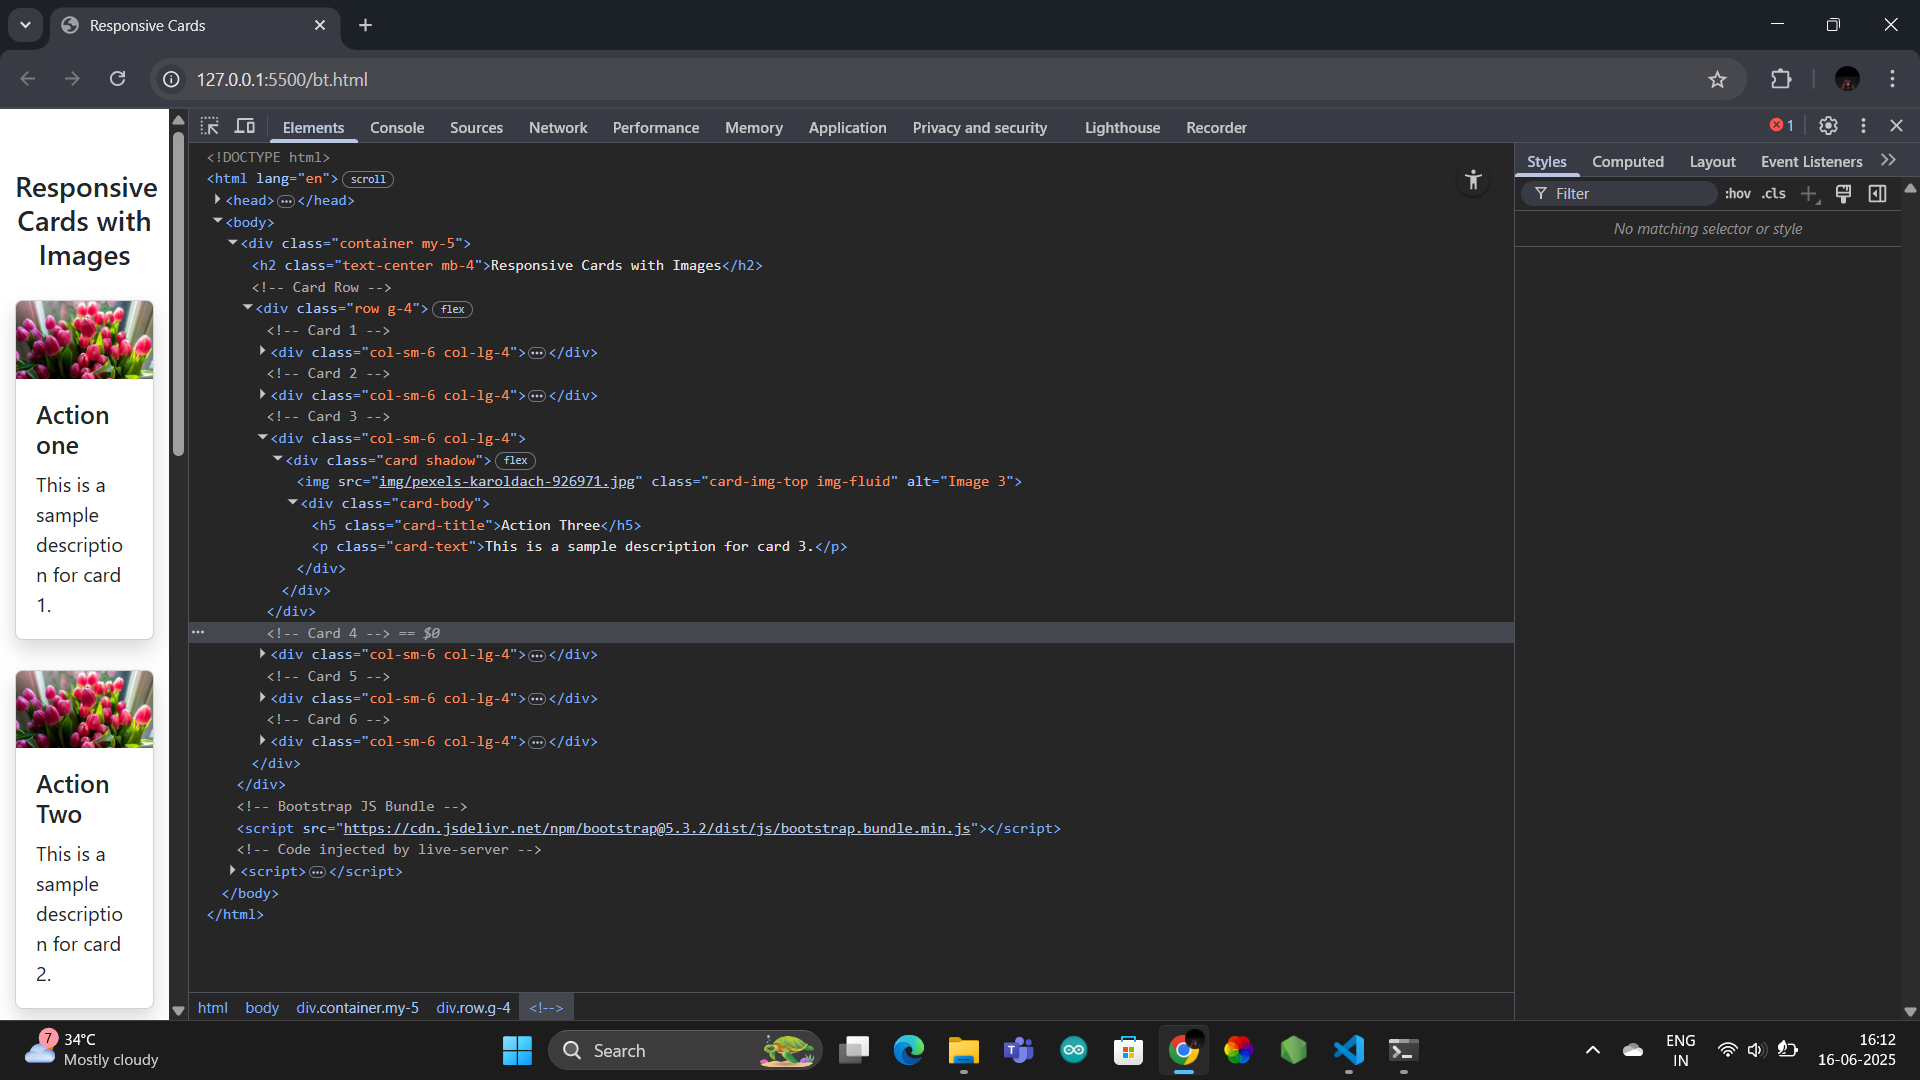 Responsive Cards
127.0.0.1:5500/bt.html
Responsive
Cards with
Images
Action
one
This is a
sample
descriptio
n for card
1.
Action
Two
This is a
sample
descriptio
n for card
2.
Elements Console Sources Network Performance Memory Application Privacy and security Lighthouse Recorder 1
<!DOCTYPE html>
<html lang="en"> scroll
<head> ... </head>
<body>
<div class="container my-5">
<h2 class="text-center mb-4">Responsive Cards with Images</h2>
<!-- Card Row -->
<div class="row g-4"> flex
<!-- Card 1 -->
<div class="col-sm-6 col-lg-4"> ... </div>
<!-- Card 2 -->
<div class="col-sm-6 col-lg-4"> ... </div>
<!-- Card 3 -->
<div class="col-sm-6 col-lg-4">
<div class="card shadow"> flex
<img src="img/pexels-karoldach-926971.jpg" class="card-img-top img-fluid" alt="Image 3">
<div class="card-body">
<h5 class="card-title">Action Three</h5>
<p class="card-text">This is a sample description for card 3.</p>
</div>
</div>
</div>
... <!-- Card 4 --> == $0
<div class="col-sm-6 col-lg-4"> ... </div>
<!-- Card 5 -->
<div class="col-sm-6 col-lg-4"> ... </div>
<!-- Card 6 -->
<div class="col-sm-6 col-lg-4"> ... </div>
</div>
</div>
<!-- Bootstrap JS Bundle -->
<script src="https://cdn.jsdelivr.net/npm/bootstrap@5.3.2/dist/js/bootstrap.bundle.min.js"></script>
<!-- Code injected by live-server -->
<script> ... </script>
</body>
</html>
html body div.container.my-5 div.row.g-4 <!-->
Styles Computed Layout Event Listeners
Filter :hov .cls
No matching selector or style
7 34°C
Mostly cloudy
Search
ENG
IN
16:12
16-06-2025